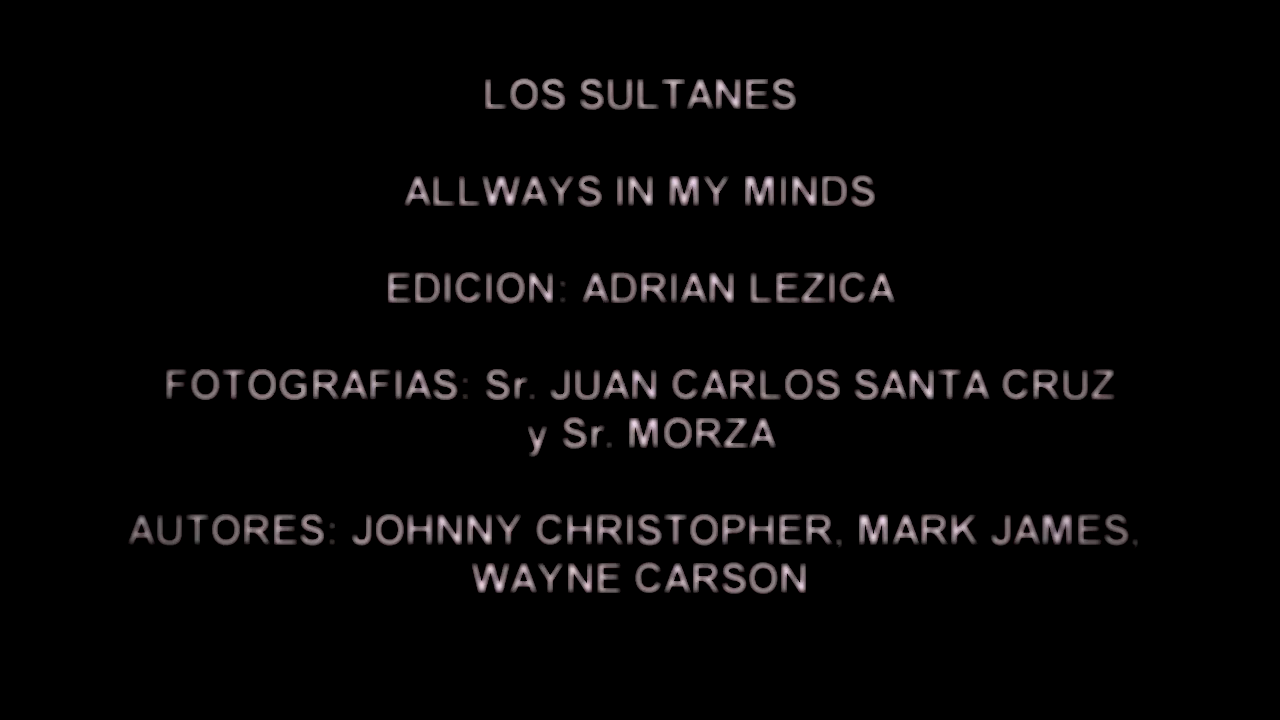 LOS SULTANES
ALLWAYS IN MY MINDS
EDICION: ADRIAN LEZICA
FOTOGRAFIAS: Sr. JUAN CARLOS SANTA CRUZ
y Sr. MORZA
AUTORES: JOHNNY CHRISTOPHER, MARK JAMES,
WAYNE CARSON